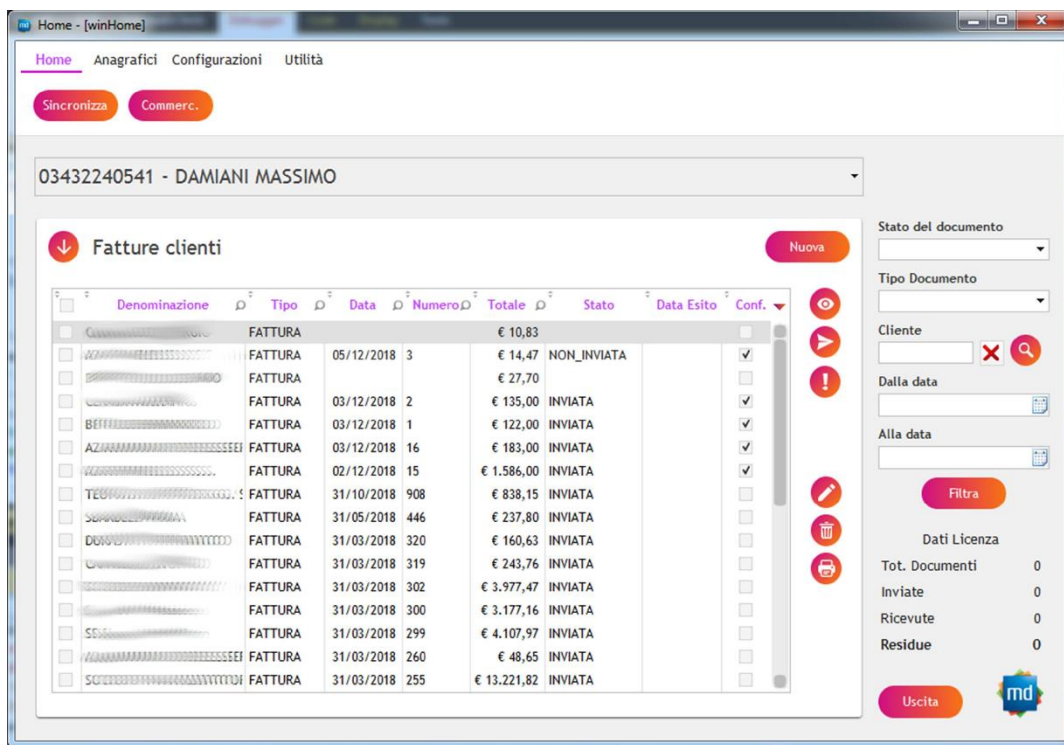 Home - [winHome]
Home Anagrafici Configurazioni Utilità
Sincronizza Commerc.
03432240541 - DAMIANI MASSIMO
Fatture clienti
Nuova
Denominazione Tipo Data Numero Totale Stato Data Esito Conf.
FATTURA € 10,83
FATTURA 05/12/2018 3 € 14,47 NON_INVIATA
FATTURA € 27,70
FATTURA 03/12/2018 2 € 135,00 INVIATA
FATTURA 03/12/2018 1 € 122,00 INVIATA
FATTURA 03/12/2018 16 € 183,00 INVIATA
FATTURA 02/12/2018 15 € 1.586,00 INVIATA
FATTURA 31/10/2018 908 € 838,15 INVIATA
FATTURA 31/05/2018 446 € 237,80 INVIATA
FATTURA 31/03/2018 320 € 160,63 INVIATA
FATTURA 31/03/2018 319 € 243,76 INVIATA
FATTURA 31/03/2018 302 € 3.977,47 INVIATA
FATTURA 31/03/2018 300 € 3.177,16 INVIATA
FATTURA 31/03/2018 299 € 4.107,97 INVIATA
FATTURA 31/03/2018 260 € 48,65 INVIATA
FATTURA 31/03/2018 255 € 13.221,82 INVIATA
Stato del documento
Tipo Documento
Cliente
Dalla data
Alla data
Filtra
Dati Licenza
Tot. Documenti 0
Inviate 0
Ricevute 0
Residue 0
Uscita
md